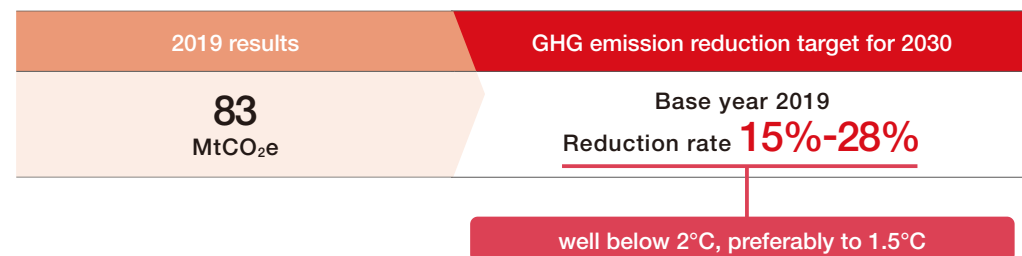 2019 results
GHG emission reduction target for 2030
83
MtCO₂e
Base year 2019
Reduction rate 15%-28%
well below 2°C, preferably to 1.5°C